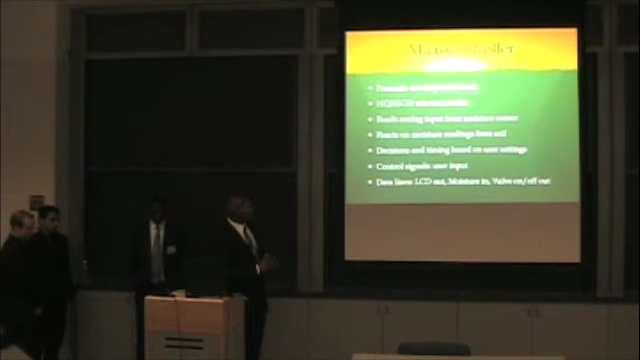 Microcontroller
Reads analog input from moisture sensor
Reacts on moisture readings from soil
Decisions and timing based on user settings
Control signals: user input
Data lines: LCD out, Moisture in, Valve on/off out